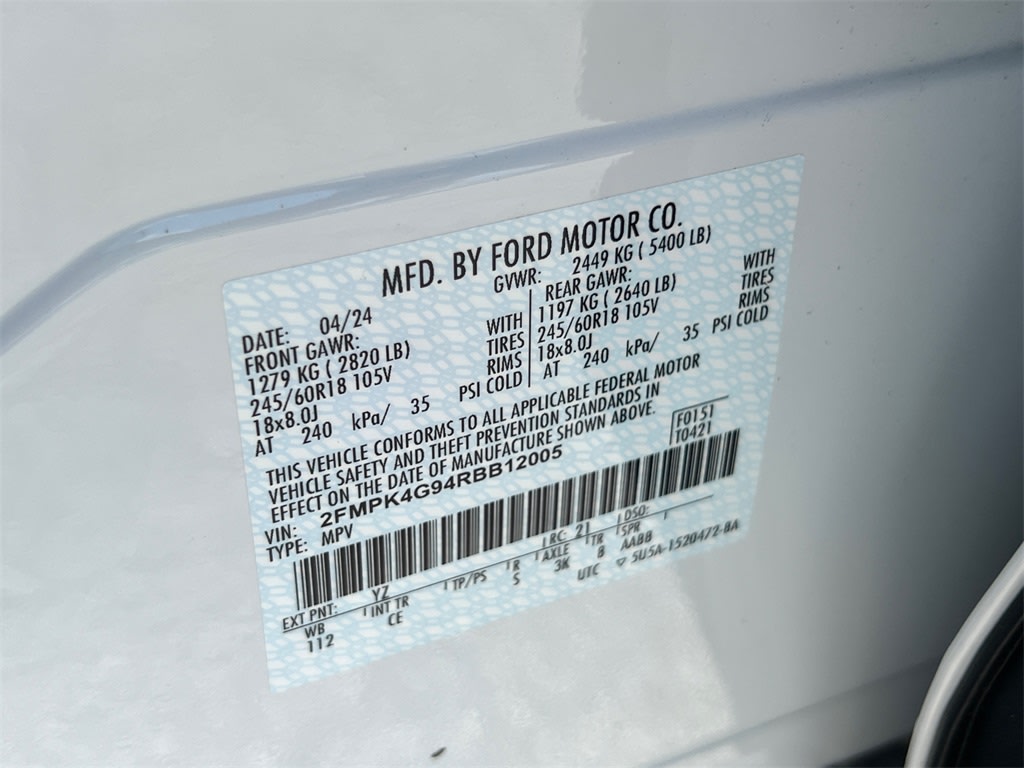 MFD. BY FORD MOTOR CO.
DATE: 04/24 GVWR: 2449 KG ( 5400 LB)
FRONT GAWR: REAR GAWR:
1279 KG ( 2820 LB) WITH 1197 KG ( 2640 LB) WITH
245/60R18 105V TIRES 245/60R18 105V TIRES
18x8.0J RIMS 18x8.0J RIMS
AT 240 kPa/ 35 PSI COLD AT 240 kPa/ 35 PSI COLD
THIS VEHICLE CONFORMS TO ALL APPLICABLE FEDERAL MOTOR
VEHICLE SAFETY AND THEFT PREVENTION STANDARDS IN
EFFECT ON THE DATE OF MANUFACTURE SHOWN ABOVE.
VIN: 2FMPK4G94RBB12005 F0151
TYPE: MPV T0421
EXT PNT: YZ RC: 21 DSO:
WB INT TR TP/PS R AXLE TR SPR
112 CE S 3K 8 AABB
UTC ▽ 5U5A-1520472-BA